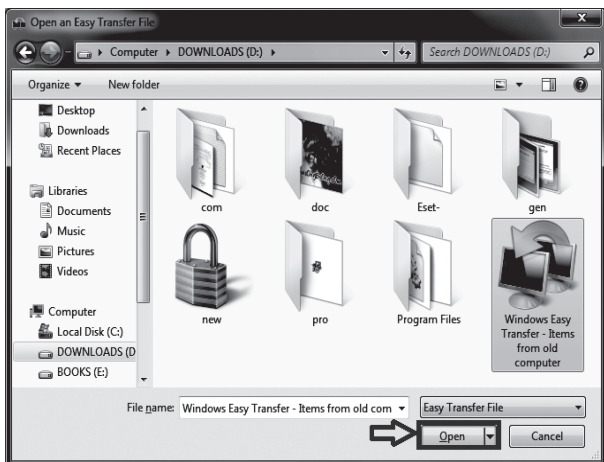 Open an Easy Transfer File
Computer DOWNLOADS (D:)
Search DOWNLOADS (D:)
Organize New folder
Desktop
Downloads
Recent Places
Libraries
Documents
Music
Pictures
Videos
Computer
Local Disk (C:)
DOWNLOADS (D
BOOKS (E:)
com
doc
Eset-
gen
new
pro
Program Files
Windows Easy
Transfer - Items
from old
computer
File name: Windows Easy Transfer - Items from old com
Easy Transfer File
Open
Cancel